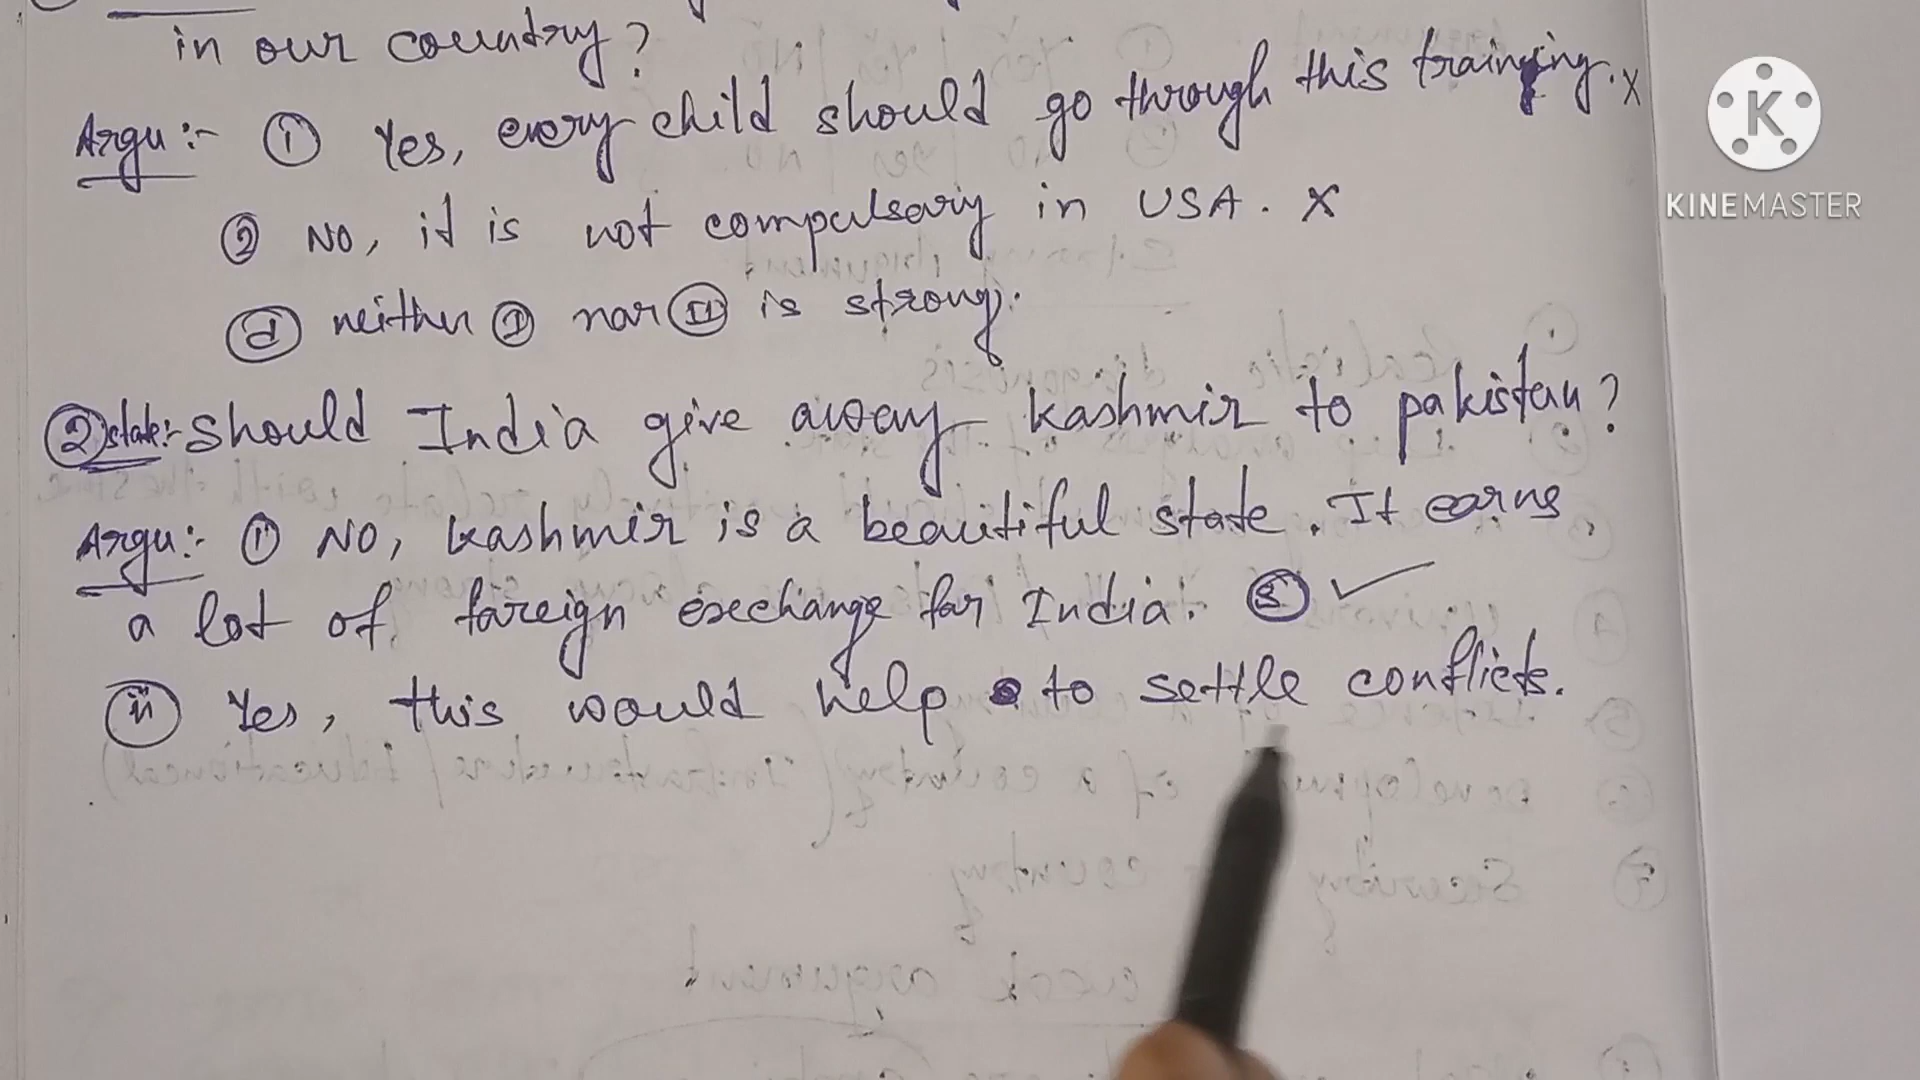 in our country?
Argu:- ① Yes, every child should go through this training. X
② NO, it is not compulsary in USA. X
ⓓ neither Ⓘ nor Ⓘⓘ is strong.
② state:- Should India give away Kashmir to pakistan?
Argu:- ① NO, Kashmir is a beautiful state. It earns
a lot of foreign exchange for India. Ⓢ ✓
ⓘⓘ Yes, this would help to settle conflicts.
K
KINEMASTER